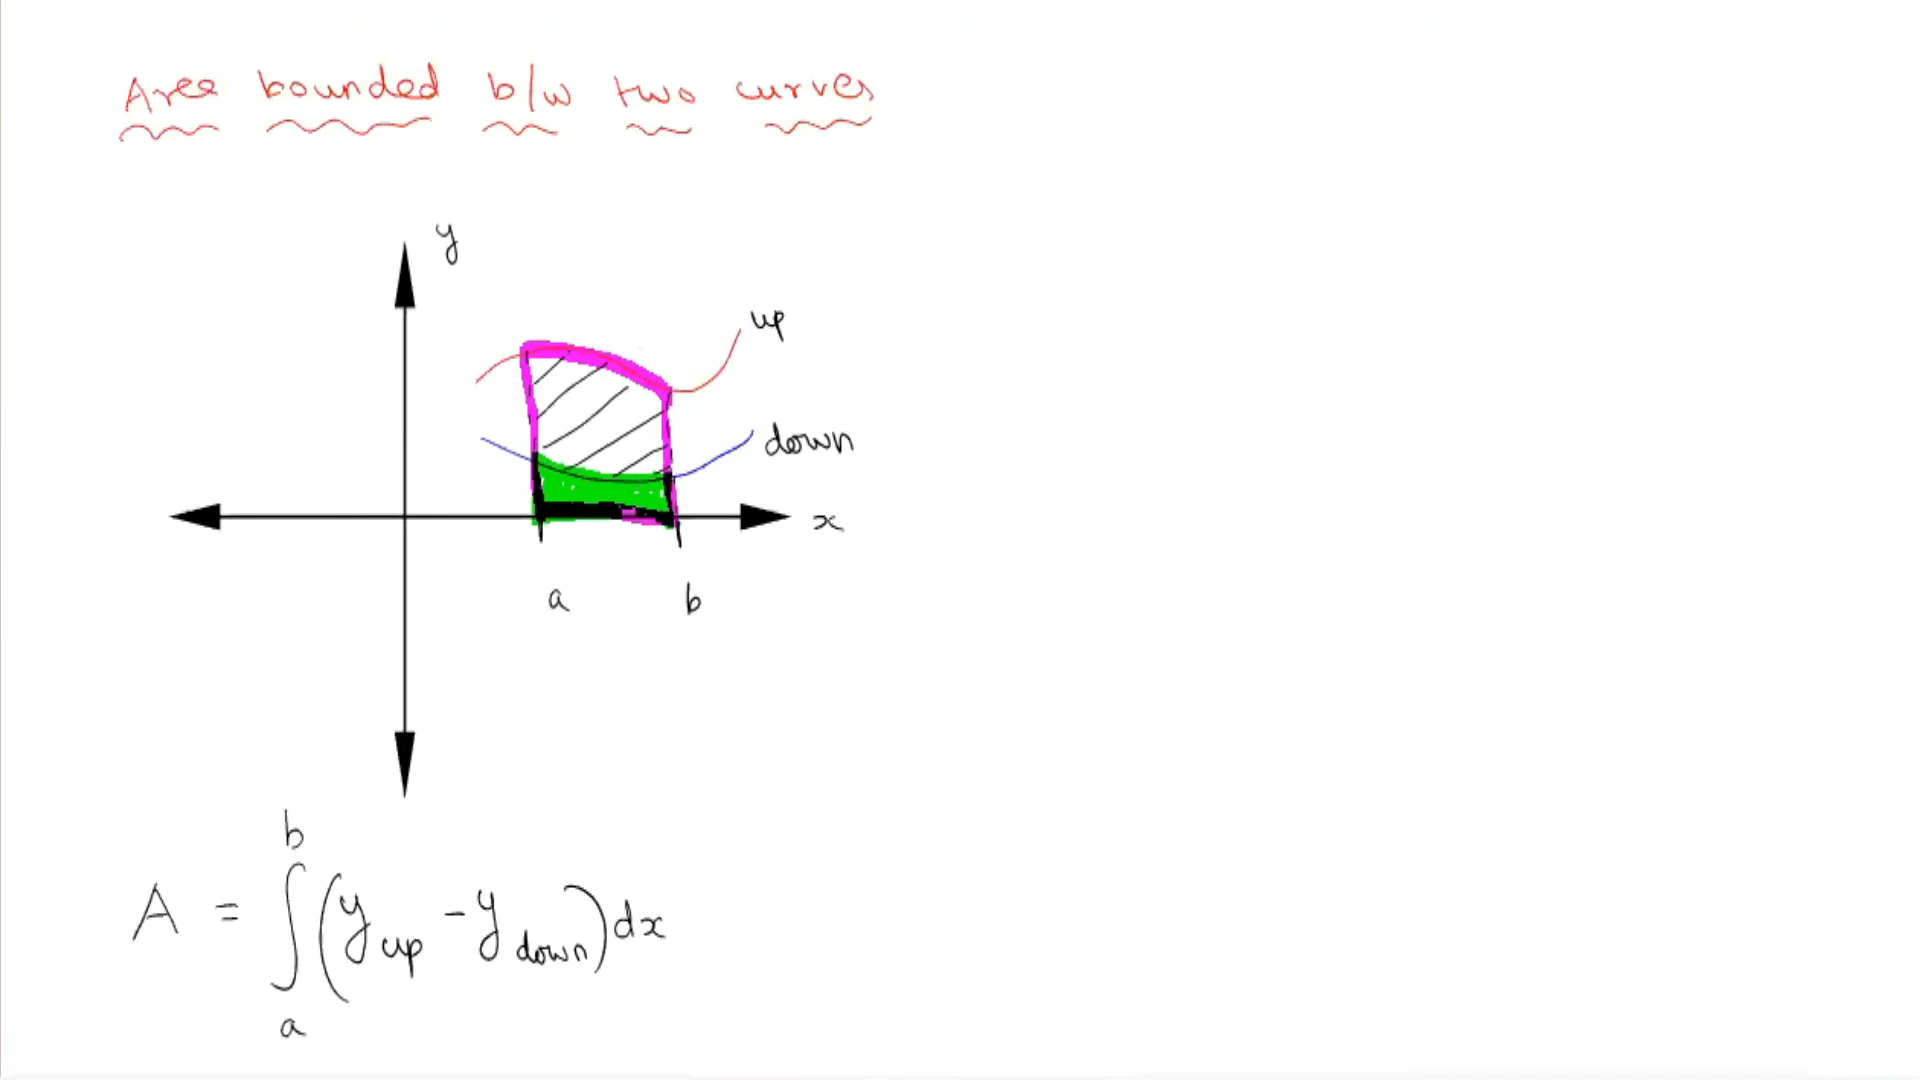 Area bounded b/w two curves
y
up
down
x
a b
b
A = ∫(y up - y down)dx
a